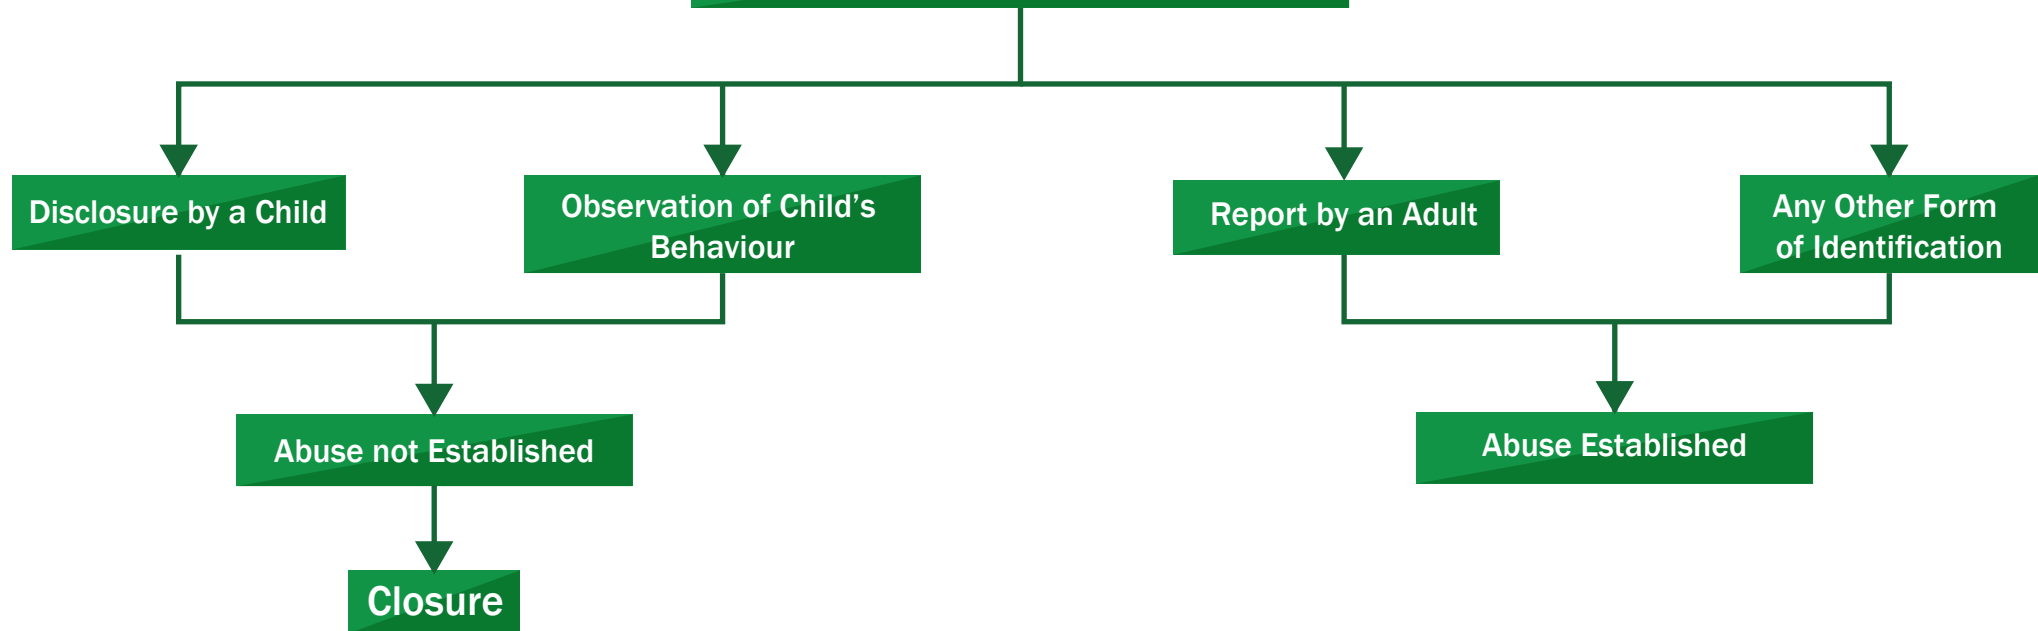 Disclosure by a Child
Observation of Child's
Behaviour
Report by an Adult
Any Other Form
of Identification
Abuse not Established
Abuse Established
Closure